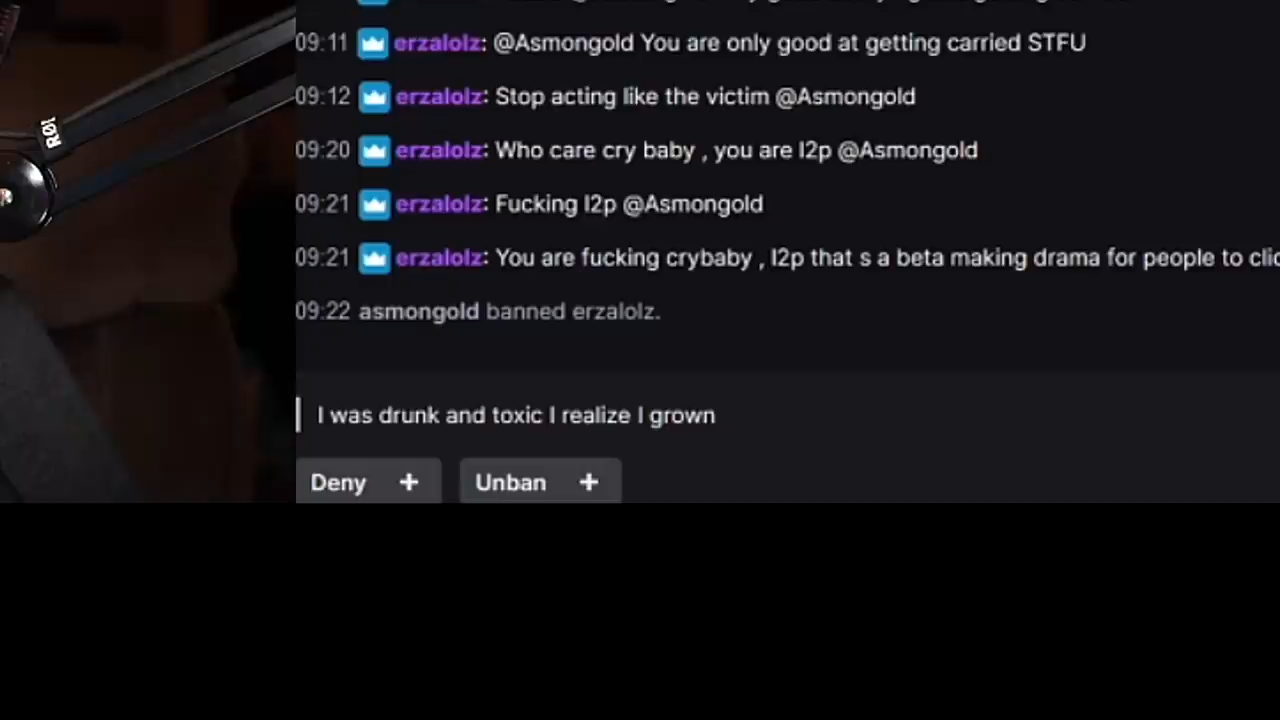 09:11 erzalolz: @Asmongold You are only good at getting carried STFU
09:12 erzalolz: Stop acting like the victim @Asmongold
09:20 erzalolz: Who care cry baby , you are l2p @Asmongold
09:21 erzalolz: Fucking l2p @Asmongold
09:21 erzalolz: You are fucking crybaby , l2p that s a beta making drama for people to clic
09:22 asmongold banned erzalolz.
I was drunk and toxic I realize I grown
Deny +
Unban +